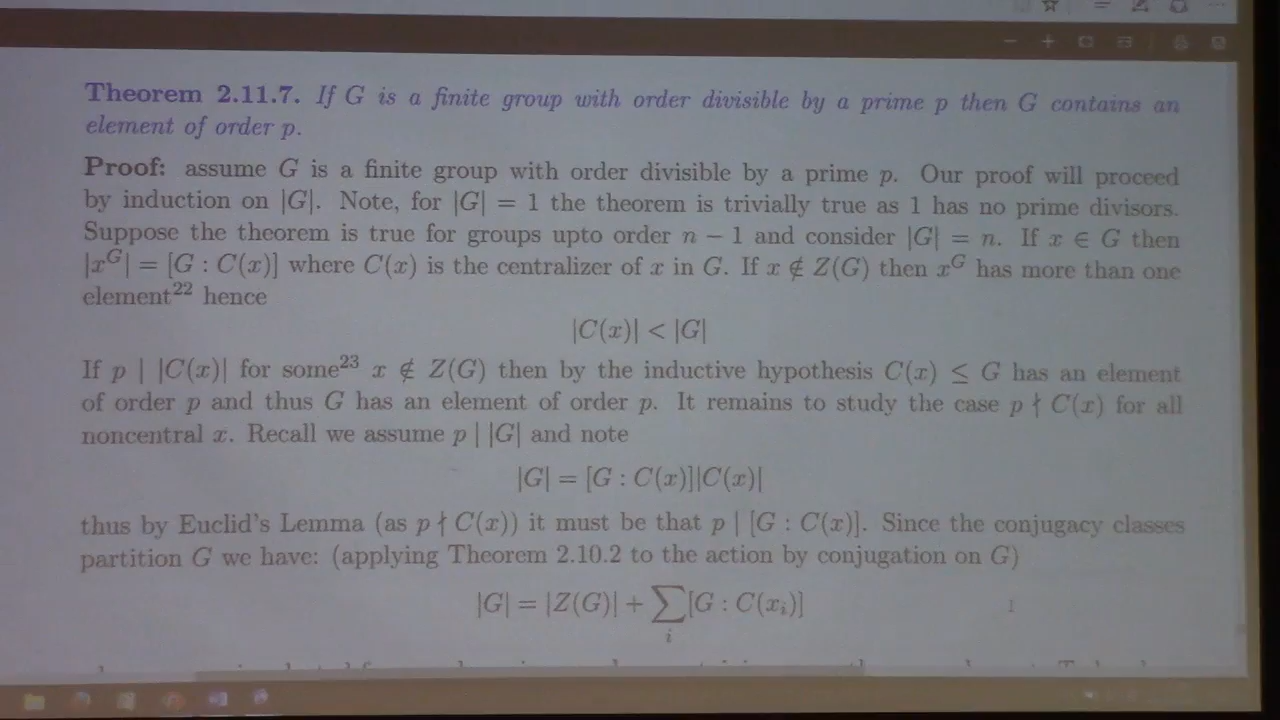 Theorem 2.11.7. If G is a finite group with order divisible by a prime p then G contains an
element of order p.
Proof: assume G is a finite group with order divisible by a prime p. Our proof will proceed
by induction on |G|. Note, for |G| = 1 the theorem is trivially true as 1 has no prime divisors.
Suppose the theorem is true for groups upto order n − 1 and consider |G| = n. If x ∈ G then
|x^G| = [G : C(x)] where C(x) is the centralizer of x in G. If x ∉ Z(G) then x^G has more than one
element²² hence
|C(x)| < |G|
If p | |C(x)| for some²³ x ∉ Z(G) then by the inductive hypothesis C(x) ≤ G has an element
of order p and thus G has an element of order p. It remains to study the case p ∤ C(x) for all
noncentral x. Recall we assume p | |G| and note
|G| = [G : C(x)]|C(x)|
thus by Euclid's Lemma (as p ∤ C(x)) it must be that p | [G : C(x)]. Since the conjugacy classes
partition G we have: (applying Theorem 2.10.2 to the action by conjugation on G)
|G| = |Z(G)| + ∑_i [G : C(x_i)]